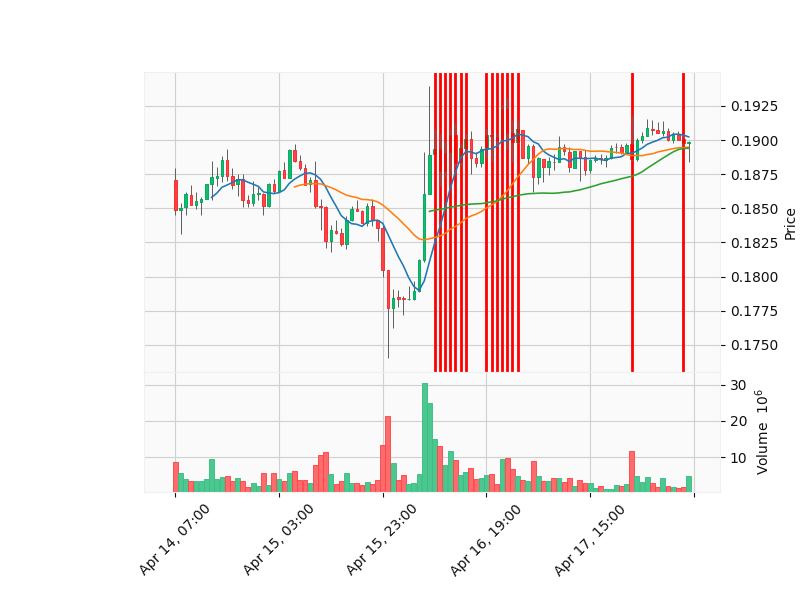 0.1925
0.1900
0.1875
0.1850
0.1825
0.1800
0.1775
0.1750
Price
30
20
10
Volume 10⁶
Apr 14, 07:00
Apr 15, 03:00
Apr 15, 23:00
Apr 16, 19:00
Apr 17, 15:00